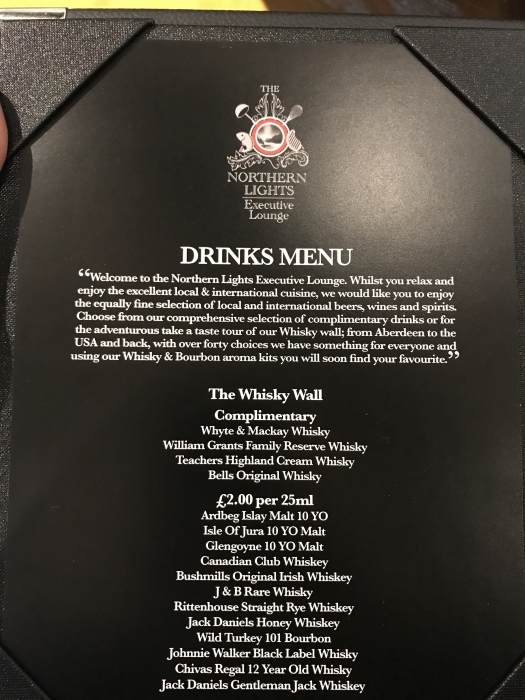 THE
NORTHERN
LIGHTS
Executive
Lounge
DRINKS MENU
“Welcome to the Northern Lights Executive Lounge. Whilst you relax and
enjoy the excellent local & international cuisine, we would like you to enjoy
the equally fine selection of local and international beers, wines and spirits.
Choose from our comprehensive selection of complimentary drinks or for
the adventurous take a taste tour of our Whisky wall; from Aberdeen to the
USA and back, with over forty choices we have something for everyone and
using our Whisky & Bourbon aroma kits you will soon find your favourite.”
The Whisky Wall
Complimentary
Whyte & Mackay Whisky
William Grants Family Reserve Whisky
Teachers Highland Cream Whisky
Bells Original Whisky
£2.00 per 25ml
Ardbeg Islay Malt 10 YO
Isle Of Jura 10 YO Malt
Glengoyne 10 YO Malt
Canadian Club Whiskey
Bushmills Original Irish Whiskey
J & B Rare Whisky
Rittenhouse Straight Rye Whiskey
Jack Daniels Honey Whiskey
Wild Turkey 101 Bourbon
Johnnie Walker Black Label Whisky
Chivas Regal 12 Year Old Whisky
Jack Daniels Gentleman Jack Whiskey